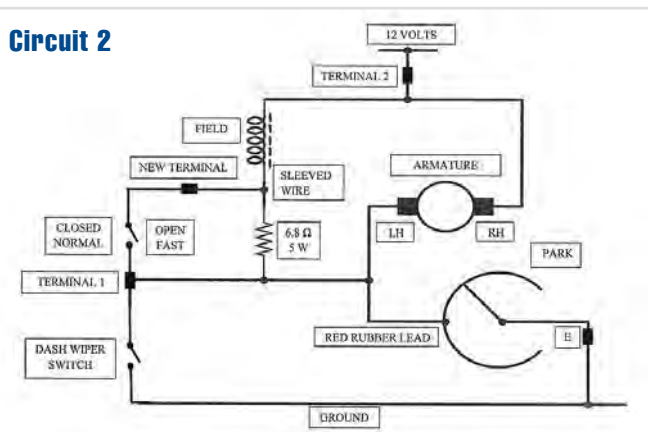 Circuit 2
12 VOLTS
TERMINAL 2
FIELD
NEW TERMINAL
SLEEVED
WIRE
ARMATURE
CLOSED
NORMAL
OPEN
FAST
6.8 Ω
5 W
LH
RH
PARK
TERMINAL 1
RED RUBBER LEAD
E
DASH WIPER
SWITCH
GROUND